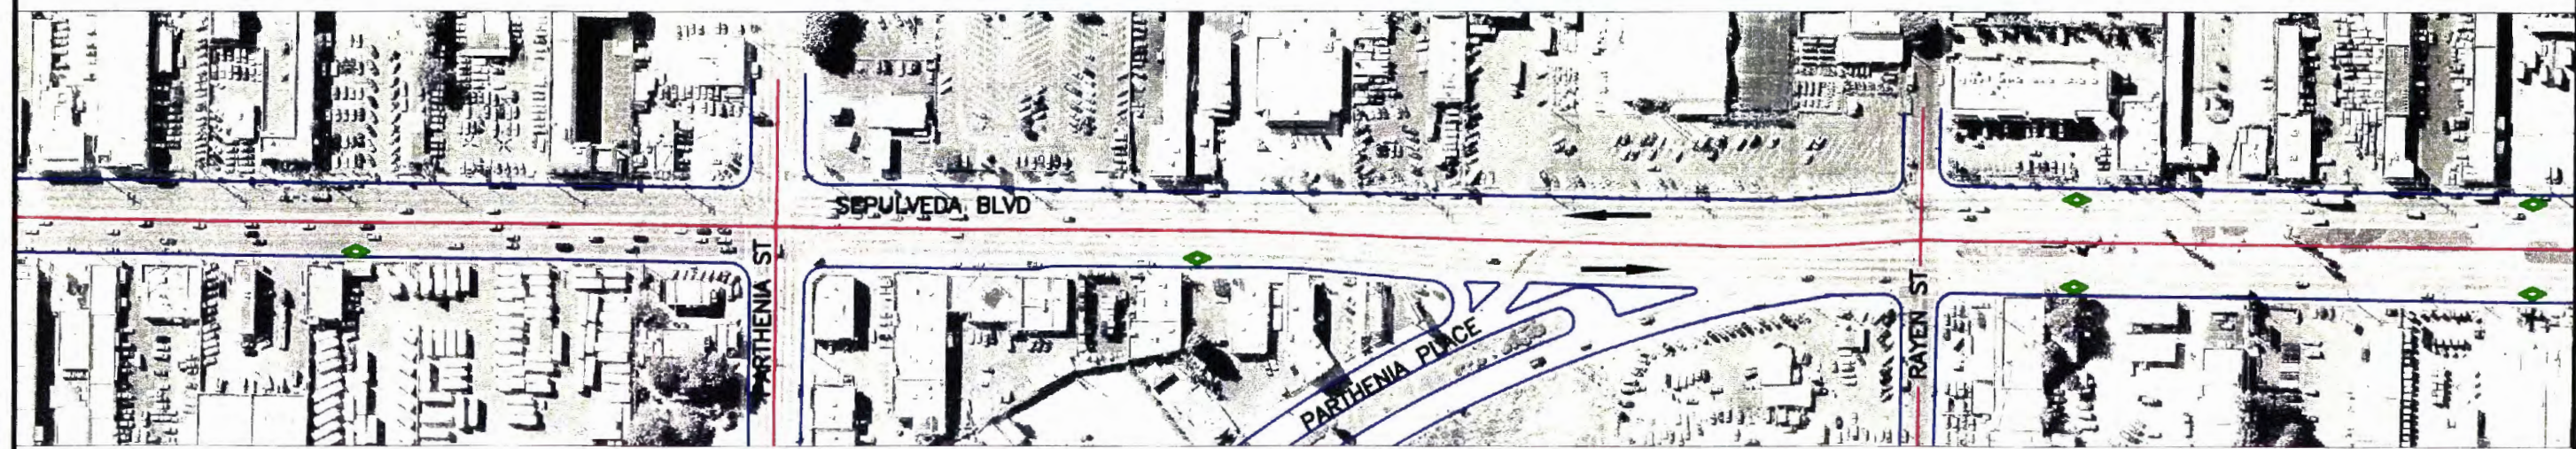 SEPULVEDA BLVD
PARTHENIA ST
PARTHENIA PLACE
RAYEN ST